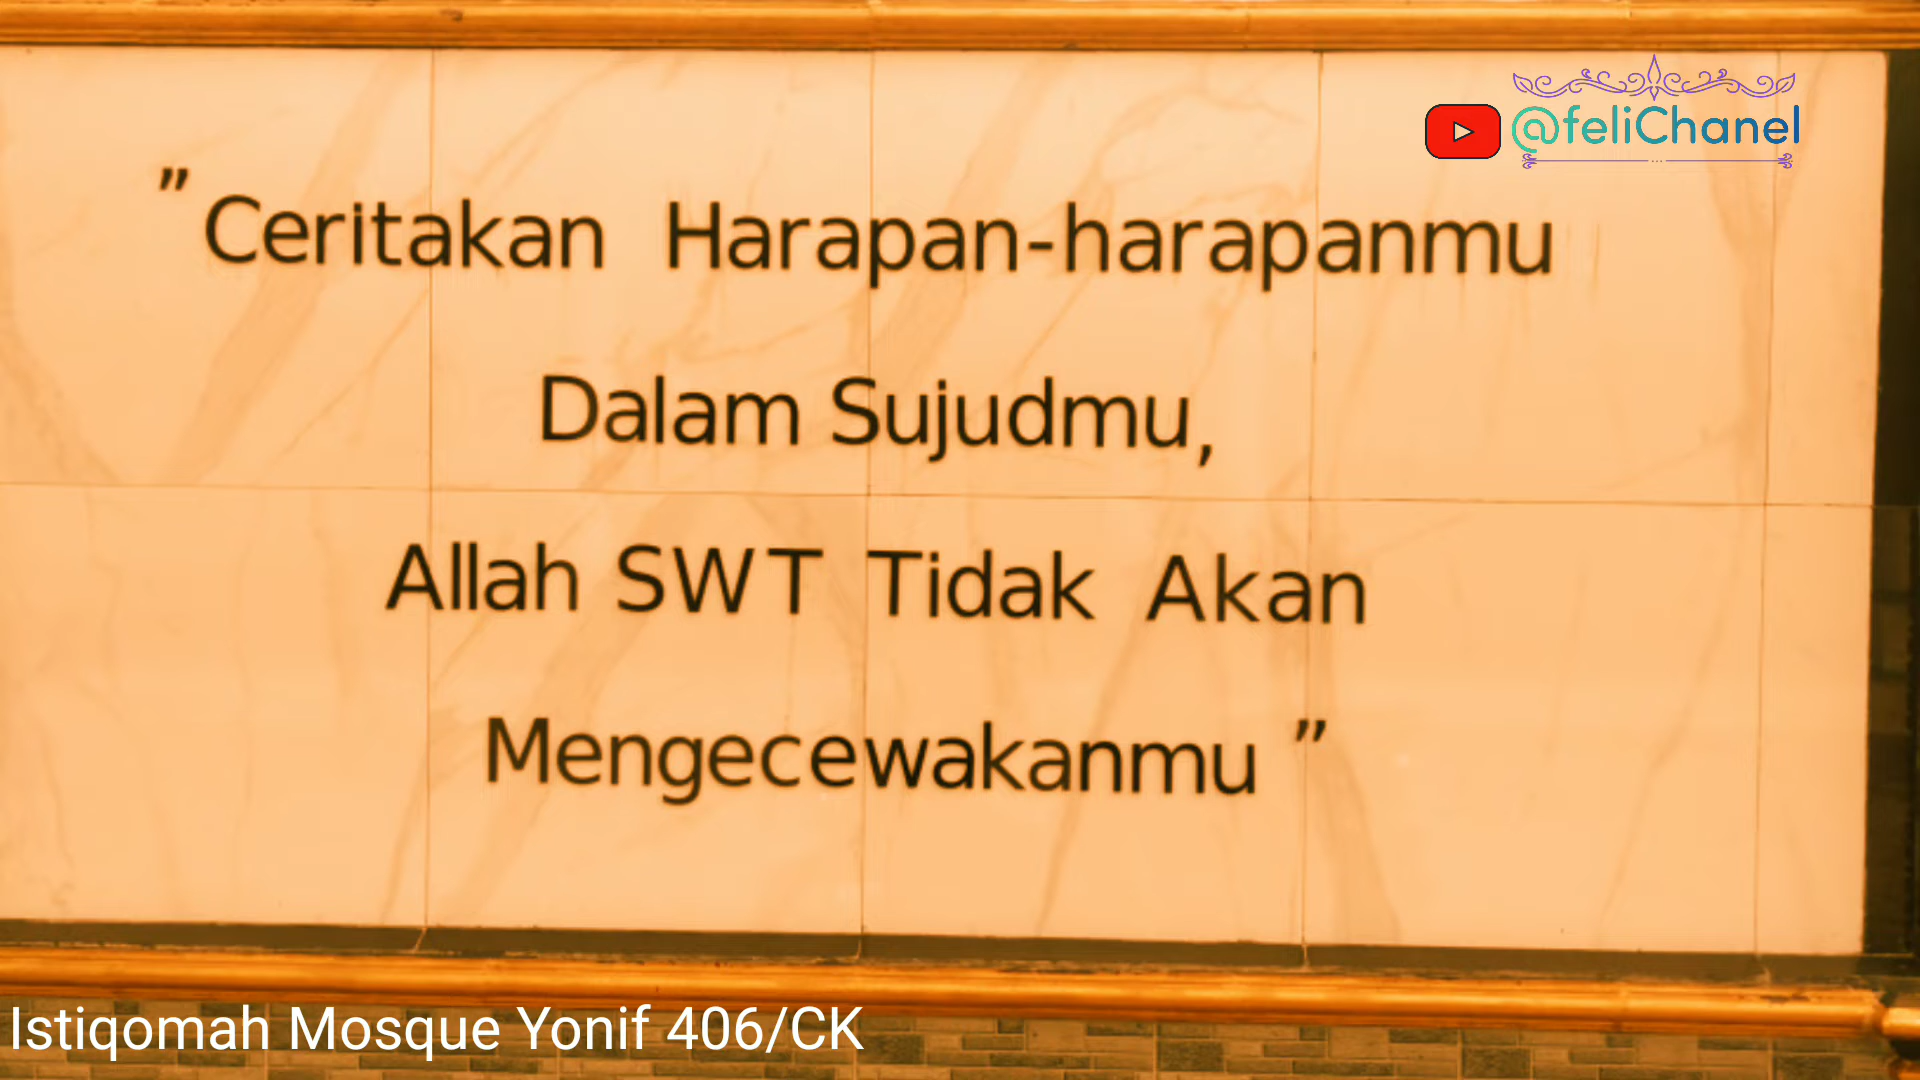 @feliChanel
"Ceritakan Harapan-harapanmu
Dalam Sujudmu,
Allah SWT Tidak Akan
Mengecewakanmu"
Istiqomah Mosque Yonif 406/CK